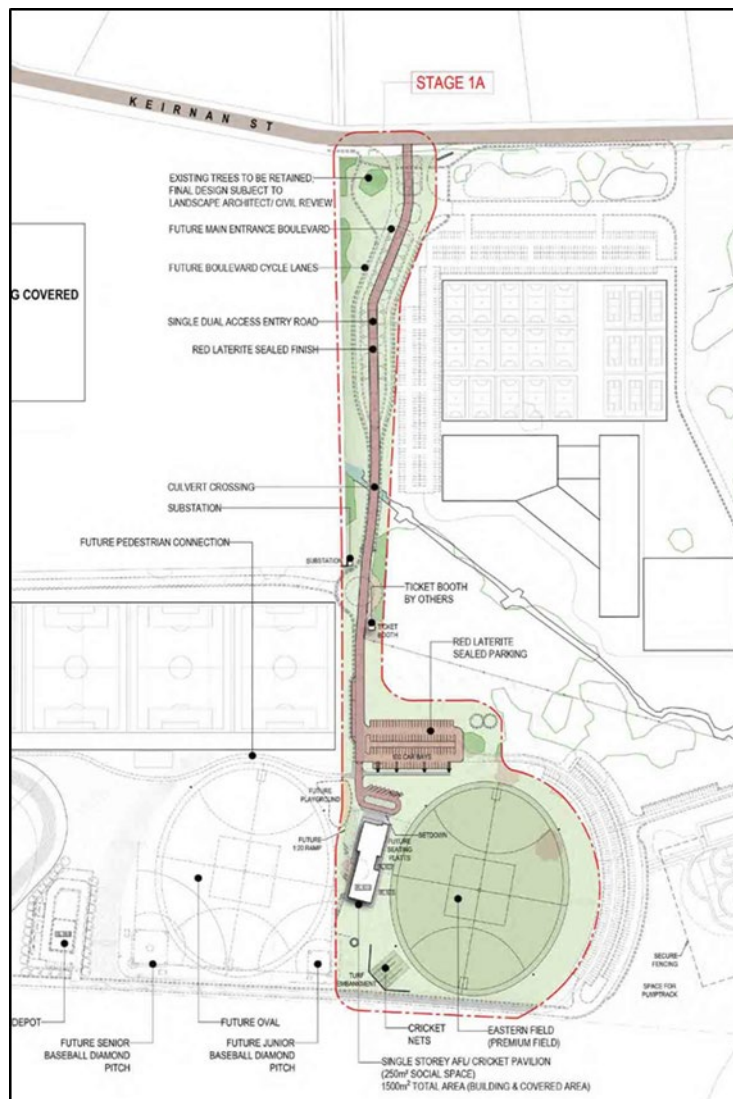 STAGE 1A
KEIRNAN ST
EXISTING TREES TO BE RETAINED,
FINAL DESIGN SUBJECT TO
LANDSCAPE ARCHITECT/ CIVIL REVIEW
FUTURE MAIN ENTRANCE BOULEVARD
FUTURE BOULEVARD CYCLE LANES
G COVERED
SINGLE DUAL ACCESS ENTRY ROAD
RED LATERITE SEALED FINISH
CULVERT CROSSING
SUBSTATION
FUTURE PEDESTRIAN CONNECTION
SUBSTATION
TICKET BOOTH
BY OTHERS
TICKET
BOOTH
RED LATERITE
SEALED PARKING
100 CAR BAYS
FUTURE
PLAYGROUND
FUTURE
1:20 RAMP
SETDOWN
FUTURE
SEATING
PLATTS
TURF
EMBANKMENT
SECURE
FENCING
SPACE FOR
PUMPTRACK
DEPOT
FUTURE SENIOR
BASEBALL DIAMOND
PITCH
FUTURE OVAL
FUTURE JUNIOR
BASEBALL DIAMOND
PITCH
CRICKET
NETS
EASTERN FIELD
(PREMIUM FIELD)
SINGLE STOREY AFL/ CRICKET PAVILION
(250m² SOCIAL SPACE)
1500m² TOTAL AREA (BUILDING & COVERED AREA)